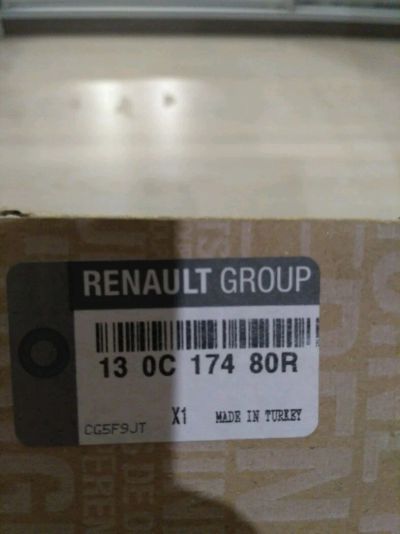 RENAULT GROUP
13 0C 174 80R
X1 MADE IN TURKEY
CG5F9JT